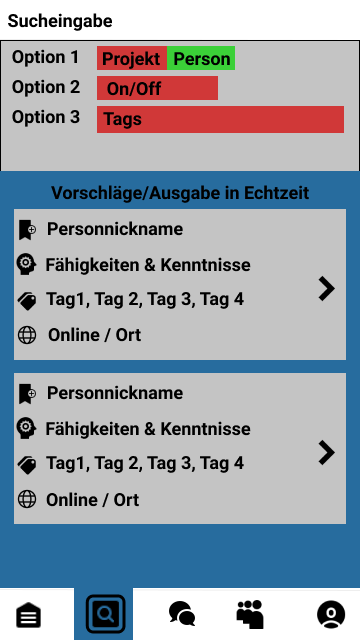 Sucheingabe
Option 1 Projekt Person
Option 2 On/Off
Option 3 Tags
Vorschläge/Ausgabe in Echtzeit
Personnickname
Fähigkeiten & Kenntnisse
Tag1, Tag 2, Tag 3, Tag 4
Online / Ort
Personnickname
Fähigkeiten & Kenntnisse
Tag1, Tag 2, Tag 3, Tag 4
Online / Ort